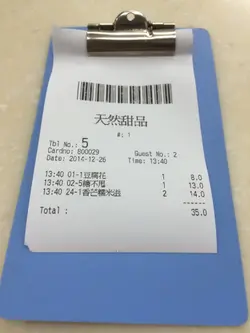 天然甜品
#: 1
Tbl No.: 5
Cardno: 800029 Guest No.: 2
Date: 2014-12-26 Time: 13:40
13:40 01-1豆腐花 1 8.0
13:40 02-5糖不甩 1 13.0
13:40 24-1香芒糯米滋 2 14.0
Total : 35.0